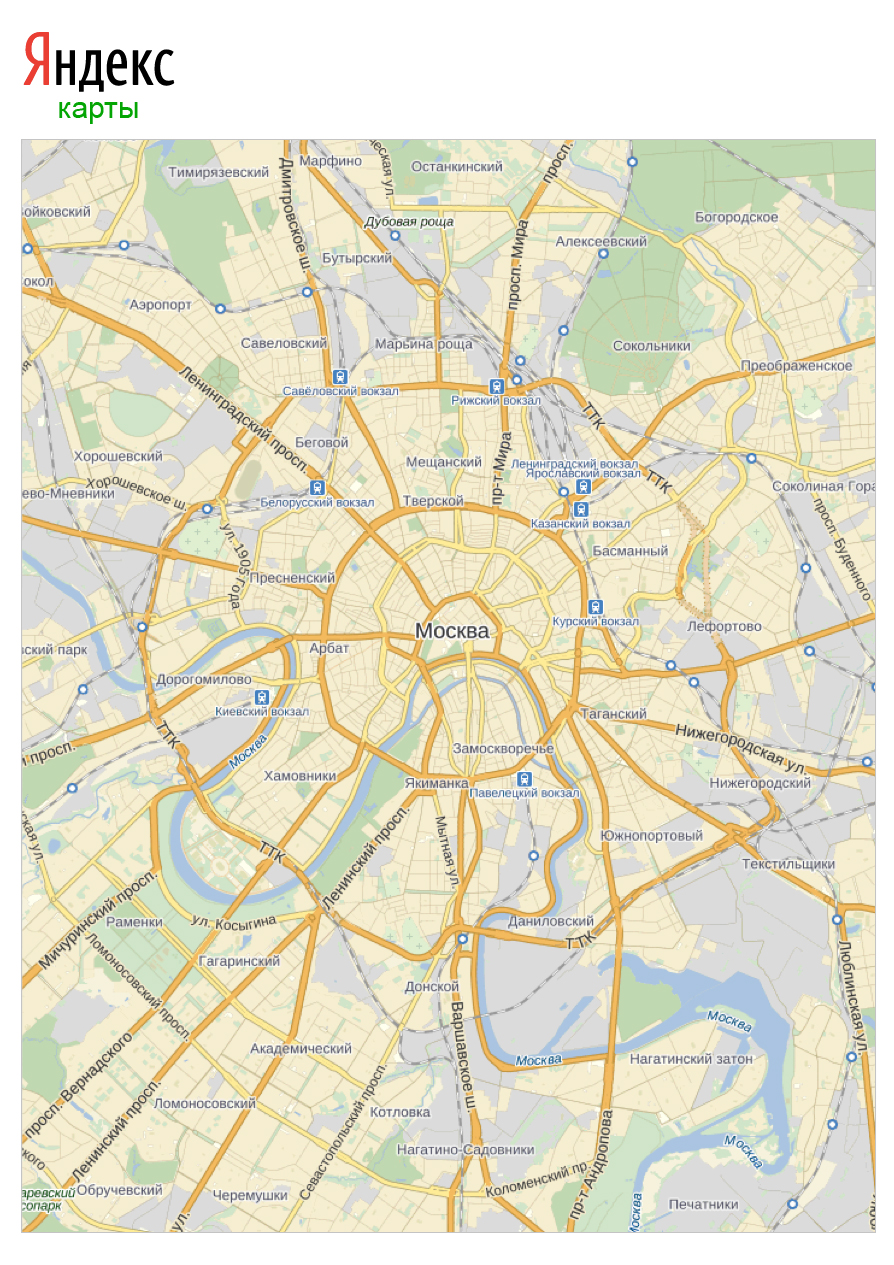 Яндекс
карты
Марфино
Останкинский
Тимирязевский
просп.
Дмитровское ш.
Дубовая роща
Богородское
просп. Мира
Алексеевский
Бутырский
Аэропорт
Савеловский
Марьина роща
Сокольники
Преображенское
Савёловский вокзал
Рижский вокзал
Ленинградский просп.
ТТК
Беговой
Хорошевский
Мещанский
пр-т Мира
Ленинградский вокзал
Ярославский вокзал
ТТК
Хорошевское ш.
ево-Мневники
Белорусский вокзал
Тверской
Соколиная Гора
Казанский вокзал
просп. Буденного
ул. 1905 года
Басманный
Пресненский
Курский вокзал
Москва
Лефортово
Арбат
вский парк
Дорогомилово
Киевский вокзал
Таганский
ТТК
Москва
Замоскворечье
Нижегородская ул.
и просп.
Хамовники
Якиманка
Павелецкий вокзал
Нижегородский
ская ул.
Мытная ул.
Южнопортовый
ТТК
Ленинский просп.
Текстильщики
Мичуринский просп.
Раменки
ул. Косыгина
Даниловский
ТТК
Ломоносовский просп.
Гагаринский
Люблинская ул.
Донской
Варшавское ш.
Москва
Академический
Москва
Нагатинский затон
просп. Вернадского
Ломоносовский
Котловка
Севастопольский просп.
Ленинский просп.
Нагатино-Садовники
Москва
пр-т Андропова
Коломенский пр.
Обручевский
Черемушки
Печатники
Москва
ул.